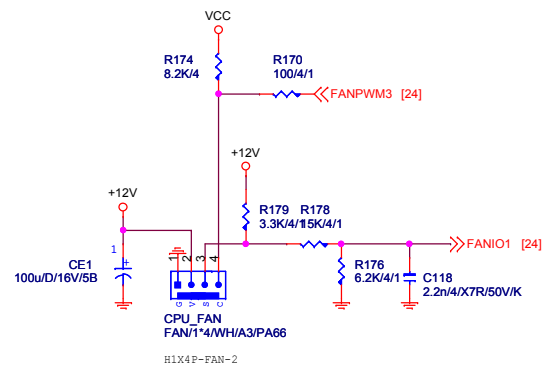 VCC
R174
8.2K/4
R170
100/4/1
FANPWM3 [24]
+12V
+12V
R179
3.3K/4/1
R178
15K/4/1
FANIO1 [24]
1
+
CE1
100u/D/16V/5B
1
2
3
4
R176
6.2K/4/1
C118
2.2n/4/X7R/50V/K
G
V
S
C
CPU_FAN
FAN/1*4/WH/A3/PA66
H1X4P-FAN-2